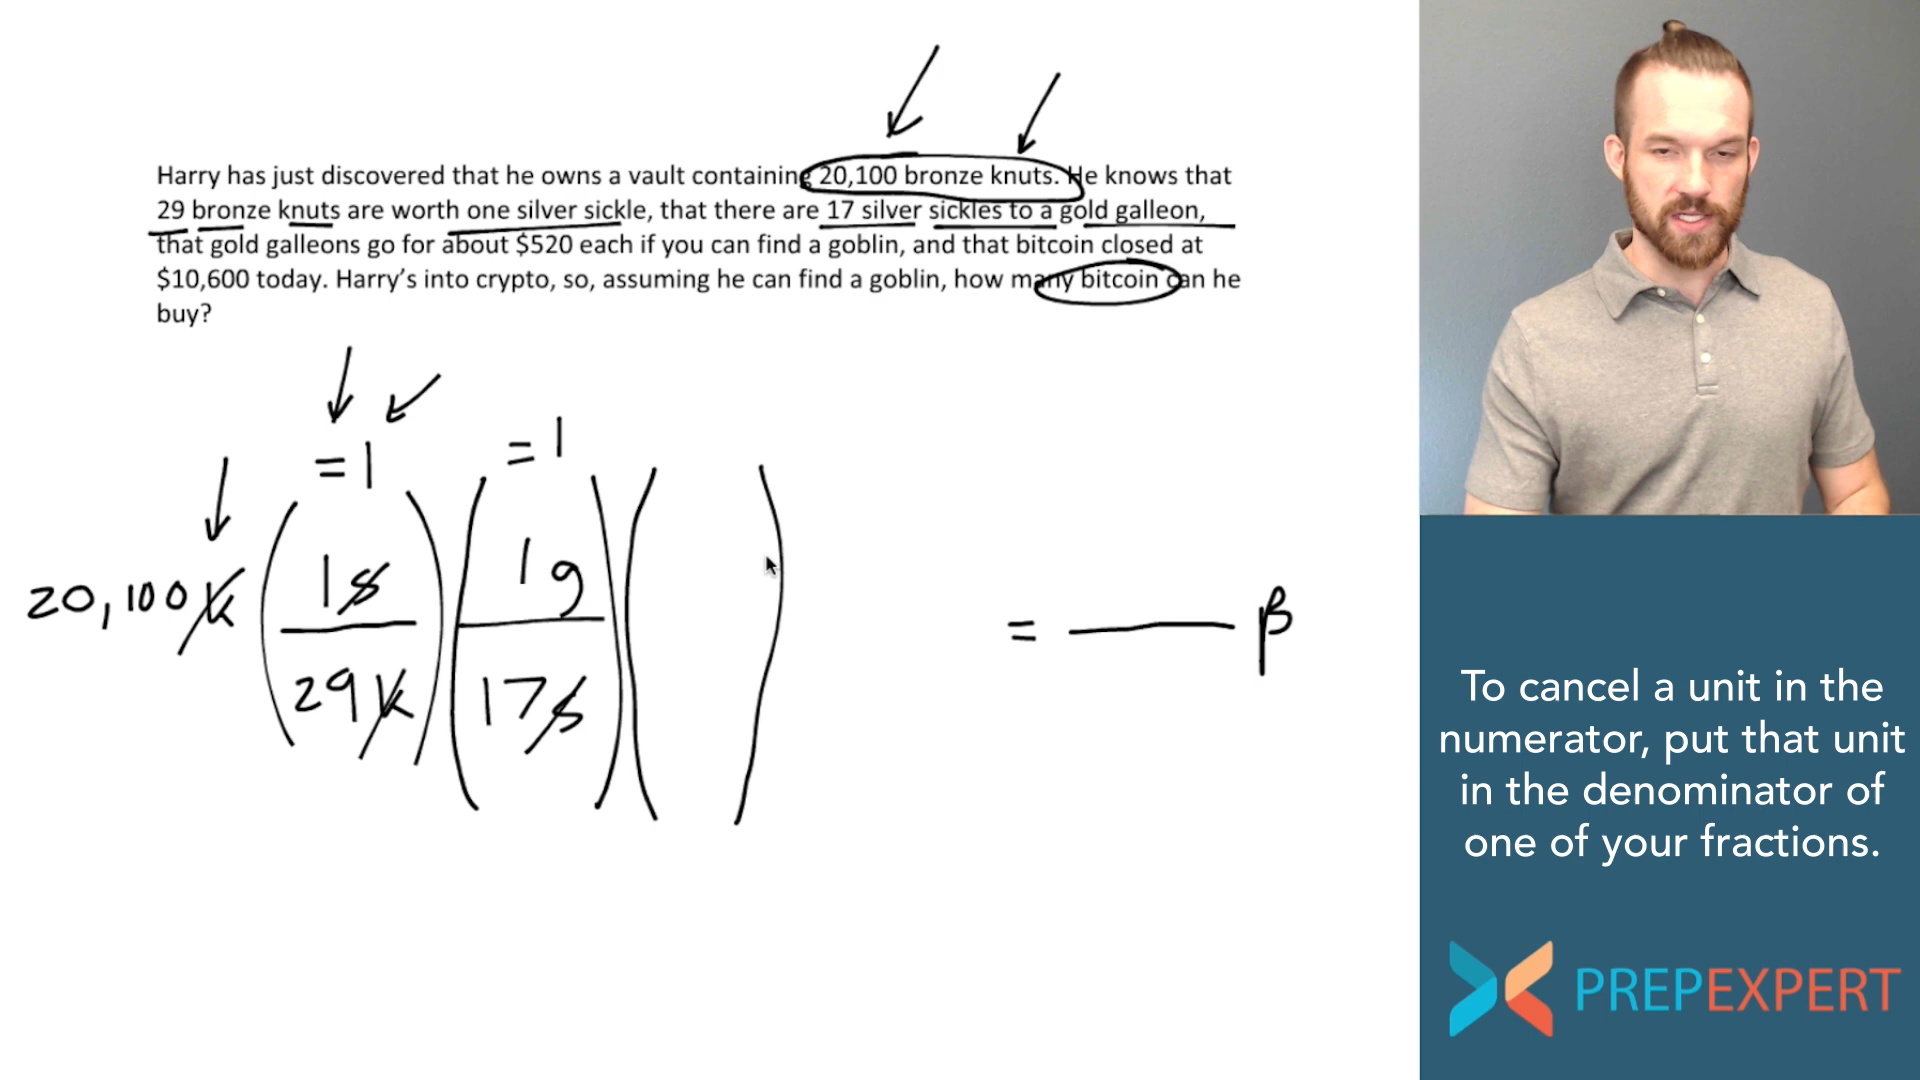 Harry has just discovered that he owns a vault containing 20,100 bronze knuts. He knows that
29 bronze knuts are worth one silver sickle, that there are 17 silver sickles to a gold galleon,
that gold galleons go for about $520 each if you can find a goblin, and that bitcoin closed at
$10,600 today. Harry’s into crypto, so, assuming he can find a goblin, how many bitcoin can he
buy?
= 1
= 1
20,100 k ( 1 s / 29 k ) ( 1 g / 17 s ) ( ) = ____ β
To cancel a unit in the
numerator, put that unit
in the denominator of
one of your fractions.
PREPEXPERT